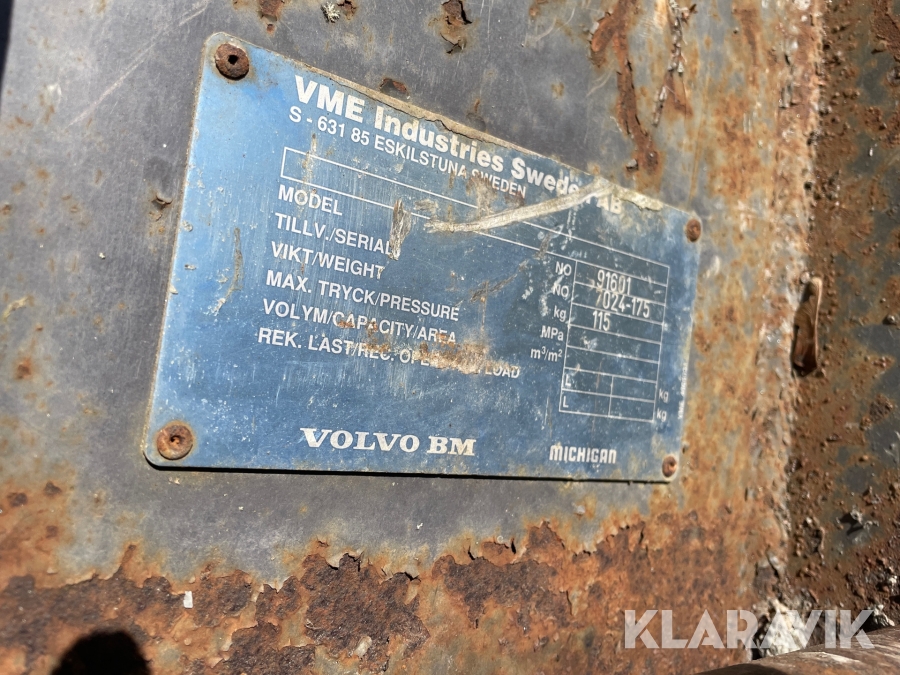 VME Industries Sweden AB
S - 631 85 ESKILSTUNA SWEDEN
MODEL NO 91601
TILLV./SERIAL NO 7024-175
VIKT/WEIGHT kg 115
MAX. TRYCK/PRESSURE MPa
VOLYM/CAPACITY/AREA m³/m²
REK. LAST/REC. LOAD L kg
L kg
VOLVO BM MICHIGAN
KLARAVIK